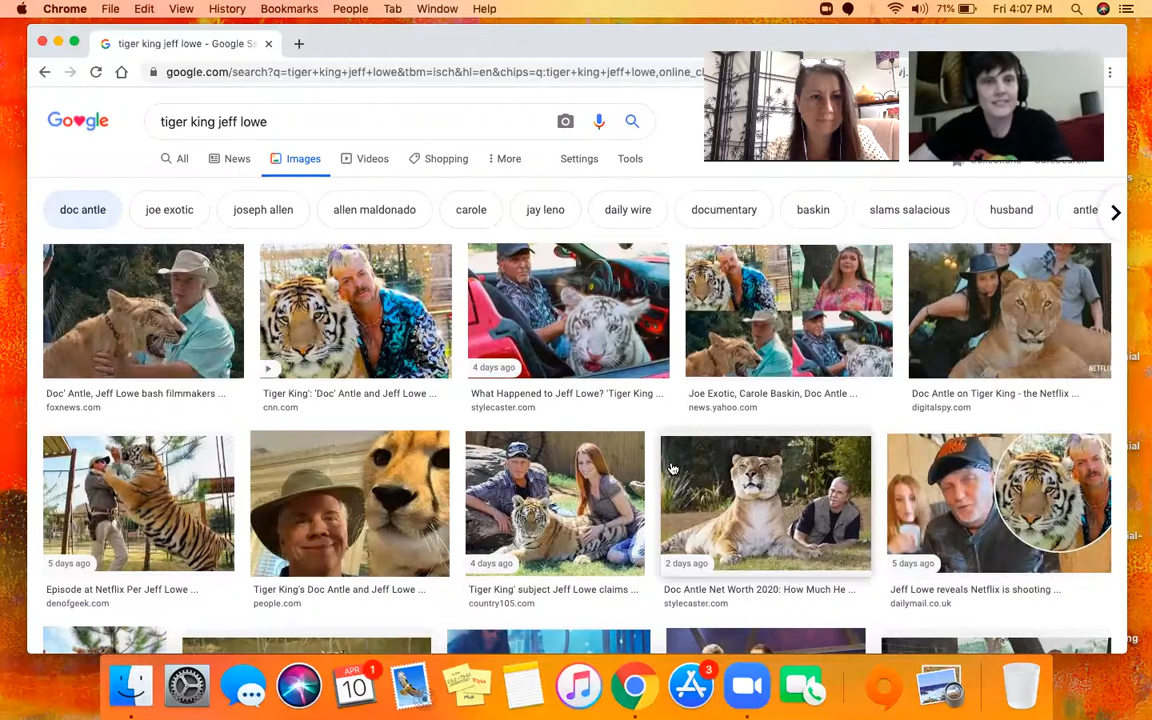 Chrome File Edit View History Bookmarks People Tab Window Help 71% Fri 4:07 PM
tiger king jeff lowe - Google Se
google.com/search?q=tiger+king+jeff+lowe&tbm=isch&hl=en&chips=q:tiger+king+jeff+lowe,online_c
Google
tiger king jeff lowe
All News Images Videos Shopping More Settings Tools
doc antle joe exotic joseph allen allen maldonado carole jay leno daily wire documentary baskin slams salacious husband antle
4 days ago
NETFLIX
Doc' Antle, Jeff Lowe bash filmmakers ... Tiger King': 'Doc' Antle and Jeff Lowe ... What Happened to Jeff Lowe? 'Tiger King ... Joe Exotic, Carole Baskin, Doc Antle ... Doc Antle on Tiger King - the Netflix ...
foxnews.com cnn.com stylecaster.com news.yahoo.com digitalspy.com
5 days ago 4 days ago 2 days ago 5 days ago
Episode at Netflix Per Jeff Lowe ... Tiger King's Doc Antle and Jeff Lowe ... Tiger King' subject Jeff Lowe claims ... Doc Antle Net Worth 2020: How Much He ... Jeff Lowe reveals Netflix is shooting ...
denofgeek.com people.com country105.com stylecaster.com dailymail.co.uk
APR 1 3
10